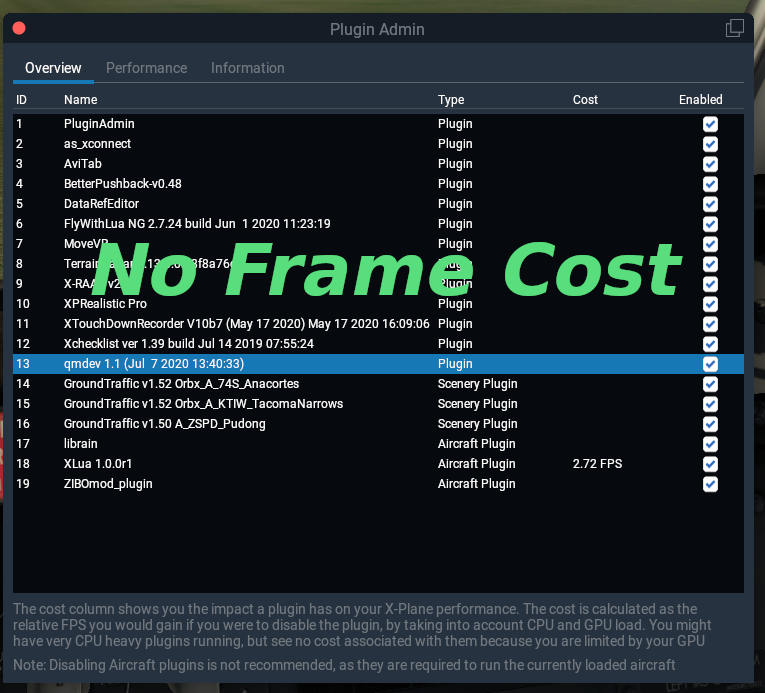 Plugin Admin
Overview Performance Information
ID Name Type Cost Enabled
1 PluginAdmin Plugin
2 as_xconnect Plugin
3 AviTab Plugin
4 BetterPushback-v0.48 Plugin
5 DataRefEditor Plugin
6 FlyWithLua NG 2.7.24 build Jun 1 2020 11:23:19 Plugin
7 MoveVR Plugin
8 Plugin
No Frame Cost
9 Plugin
10 XPRealistic Pro Plugin
11 XTouchDownRecorder V10b7 (May 17 2020) May 17 2020 16:09:06 Plugin
12 Xchecklist ver 1.39 build Jul 14 2019 07:55:24 Plugin
13 qmdev 1.1 (Jul 7 2020 13:40:33) Plugin
14 GroundTraffic v1.52 Orbx_A_74S_Anacortes Scenery Plugin
15 GroundTraffic v1.52 Orbx_A_KTIW_TacomaNarrows Scenery Plugin
16 GroundTraffic v1.50 A_ZSPD_Pudong Scenery Plugin
17 librain Aircraft Plugin
18 XLua 1.0.0r1 Aircraft Plugin 2.72 FPS
19 ZIBOmod_plugin Aircraft Plugin
The cost column shows you the impact a plugin has on your X-Plane performance. The cost is calculated as the
relative FPS you would gain if you were to disable the plugin, by taking into account CPU and GPU load. You might
have very CPU heavy plugins running, but see no cost associated with them because you are limited by your GPU
Note: Disabling Aircraft plugins is not recommended, as they are required to run the currently loaded aircraft